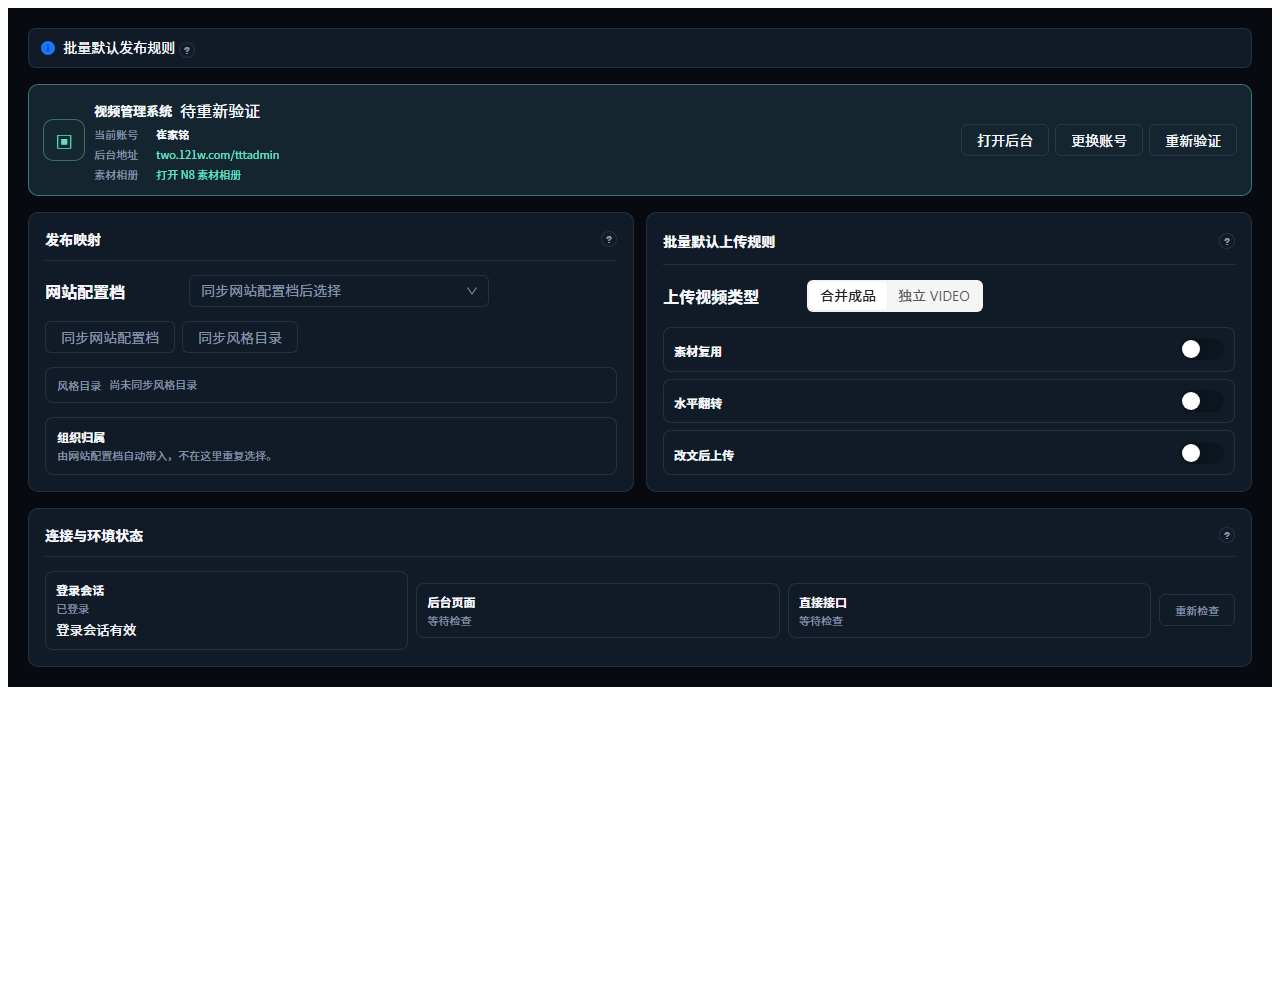 批量默认发布规则 ?
视频管理系统 待重新验证
当前账号 崔家铭
后台地址 two.121w.com/tttadmin
素材相册 打开 N8 素材相册
打开后台 更换账号 重新验证
发布映射 ?
网站配置档 同步网站配置档后选择
同步网站配置档 同步风格目录
风格目录 尚未同步风格目录
组织归属
由网站配置档自动带入，不在这里重复选择。
批量默认上传规则 ?
上传视频类型 合并成品 独立 VIDEO
素材复用
水平翻转
改文后上传
连接与环境状态 ?
登录会话
已登录
登录会话有效
后台页面
等待检查
直接接口
等待检查
重新检查